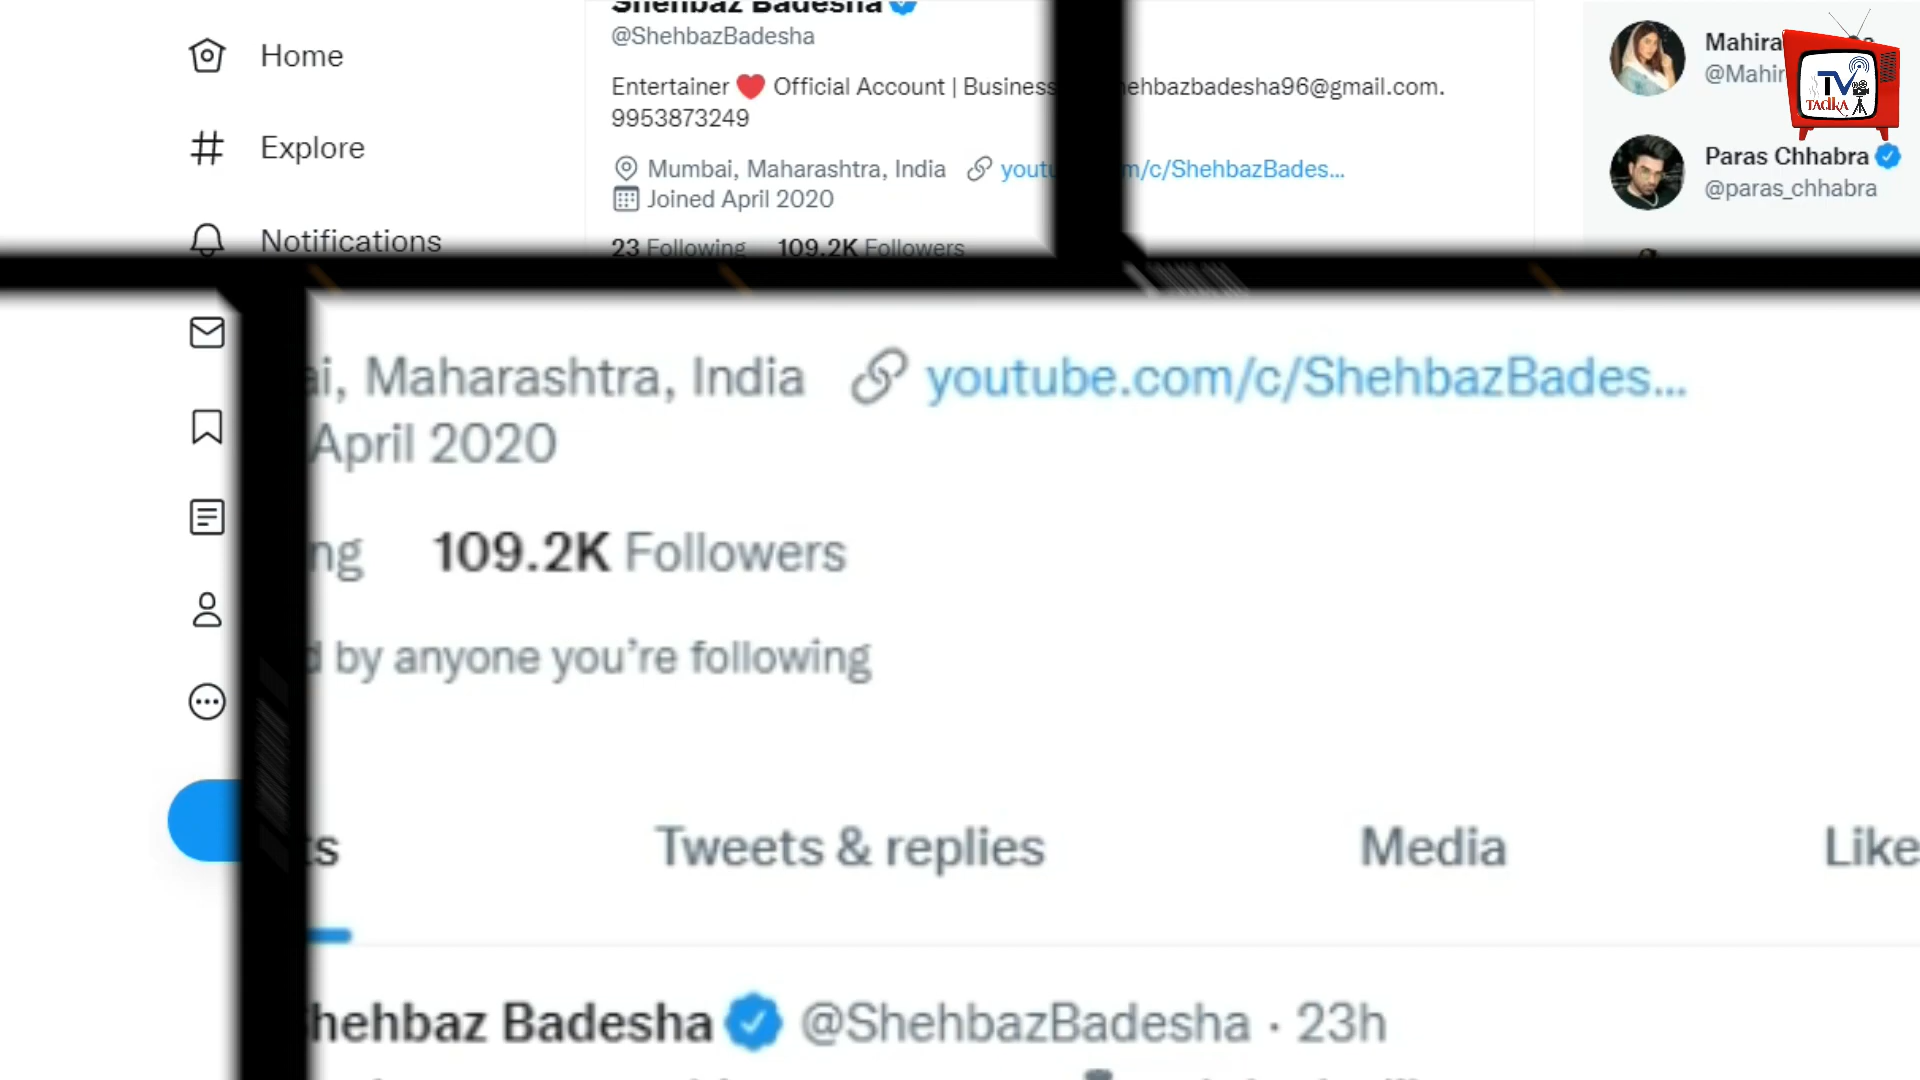 Shehbaz Badesha
@ShehbazBadesha
Entertainer ❤️ Official Account | Business ehbazbadesha96@gmail.com.
9953873249
Mumbai, Maharashtra, India youtu m/c/ShehbazBades...
Joined April 2020
23 Following 109.2K Followers
Home
Explore
Notifications
Mahira
@Mahir
Paras Chhabra
@paras_chhabra
TV
TADKA
ai, Maharashtra, India youtube.com/c/ShehbazBades...
April 2020
ng 109.2K Followers
d by anyone you're following
ts Tweets & replies Media Like
hehbaz Badesha @ShehbazBadesha · 23h